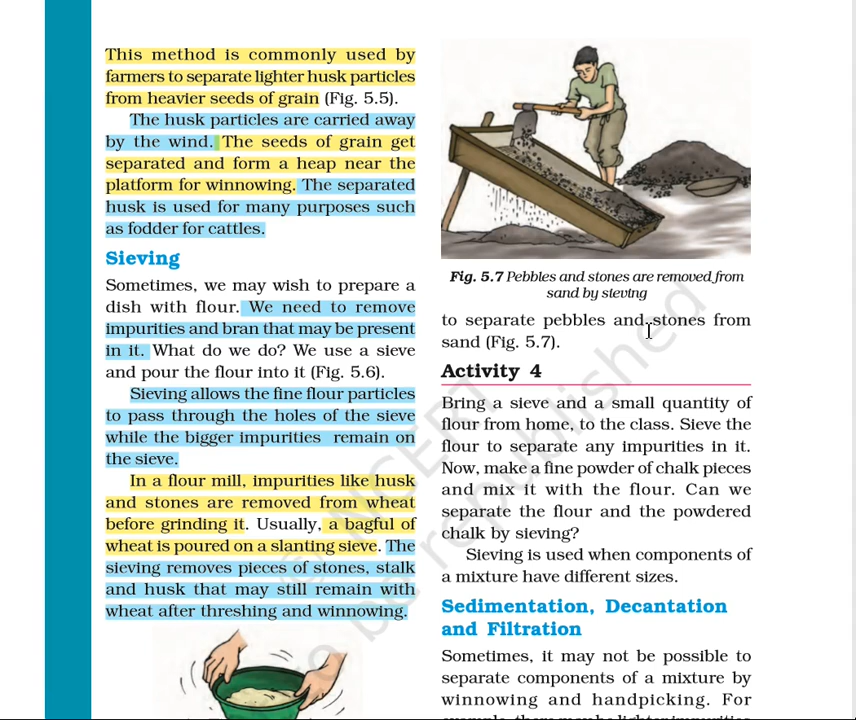 This method is commonly used by
farmers to separate lighter husk particles
from heavier seeds of grain (Fig. 5.5).
The husk particles are carried away
by the wind. The seeds of grain get
separated and form a heap near the
platform for winnowing. The separated
husk is used for many purposes such
as fodder for cattles.
Sieving
Sometimes, we may wish to prepare a
dish with flour. We need to remove
impurities and bran that may be present
in it. What do we do? We use a sieve
and pour the flour into it (Fig. 5.6).
Sieving allows the fine flour particles
to pass through the holes of the sieve
while the bigger impurities remain on
the sieve.
In a flour mill, impurities like husk
and stones are removed from wheat
before grinding it. Usually, a bagful of
wheat is poured on a slanting sieve. The
sieving removes pieces of stones, stalk
and husk that may still remain with
wheat after threshing and winnowing.
Fig. 5.7 Pebbles and stones are removed from
sand by sieving
to separate pebbles and stones from
sand (Fig. 5.7).
Activity 4
Bring a sieve and a small quantity of
flour from home, to the class. Sieve the
flour to separate any impurities in it.
Now, make a fine powder of chalk pieces
and mix it with the flour. Can we
separate the flour and the powdered
chalk by sieving?
Sieving is used when components of
a mixture have different sizes.
Sedimentation, Decantation
and Filtration
Sometimes, it may not be possible to
separate components of a mixture by
winnowing and handpicking. For
© NCERT
to be republished